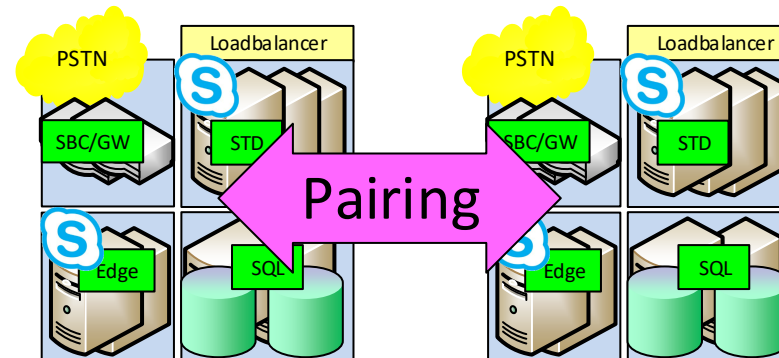 PSTN
Loadbalancer
SBC/GW
STD
Edge
SQL
Pairing
PSTN
Loadbalancer
SBC/GW
STD
Edge
SQL